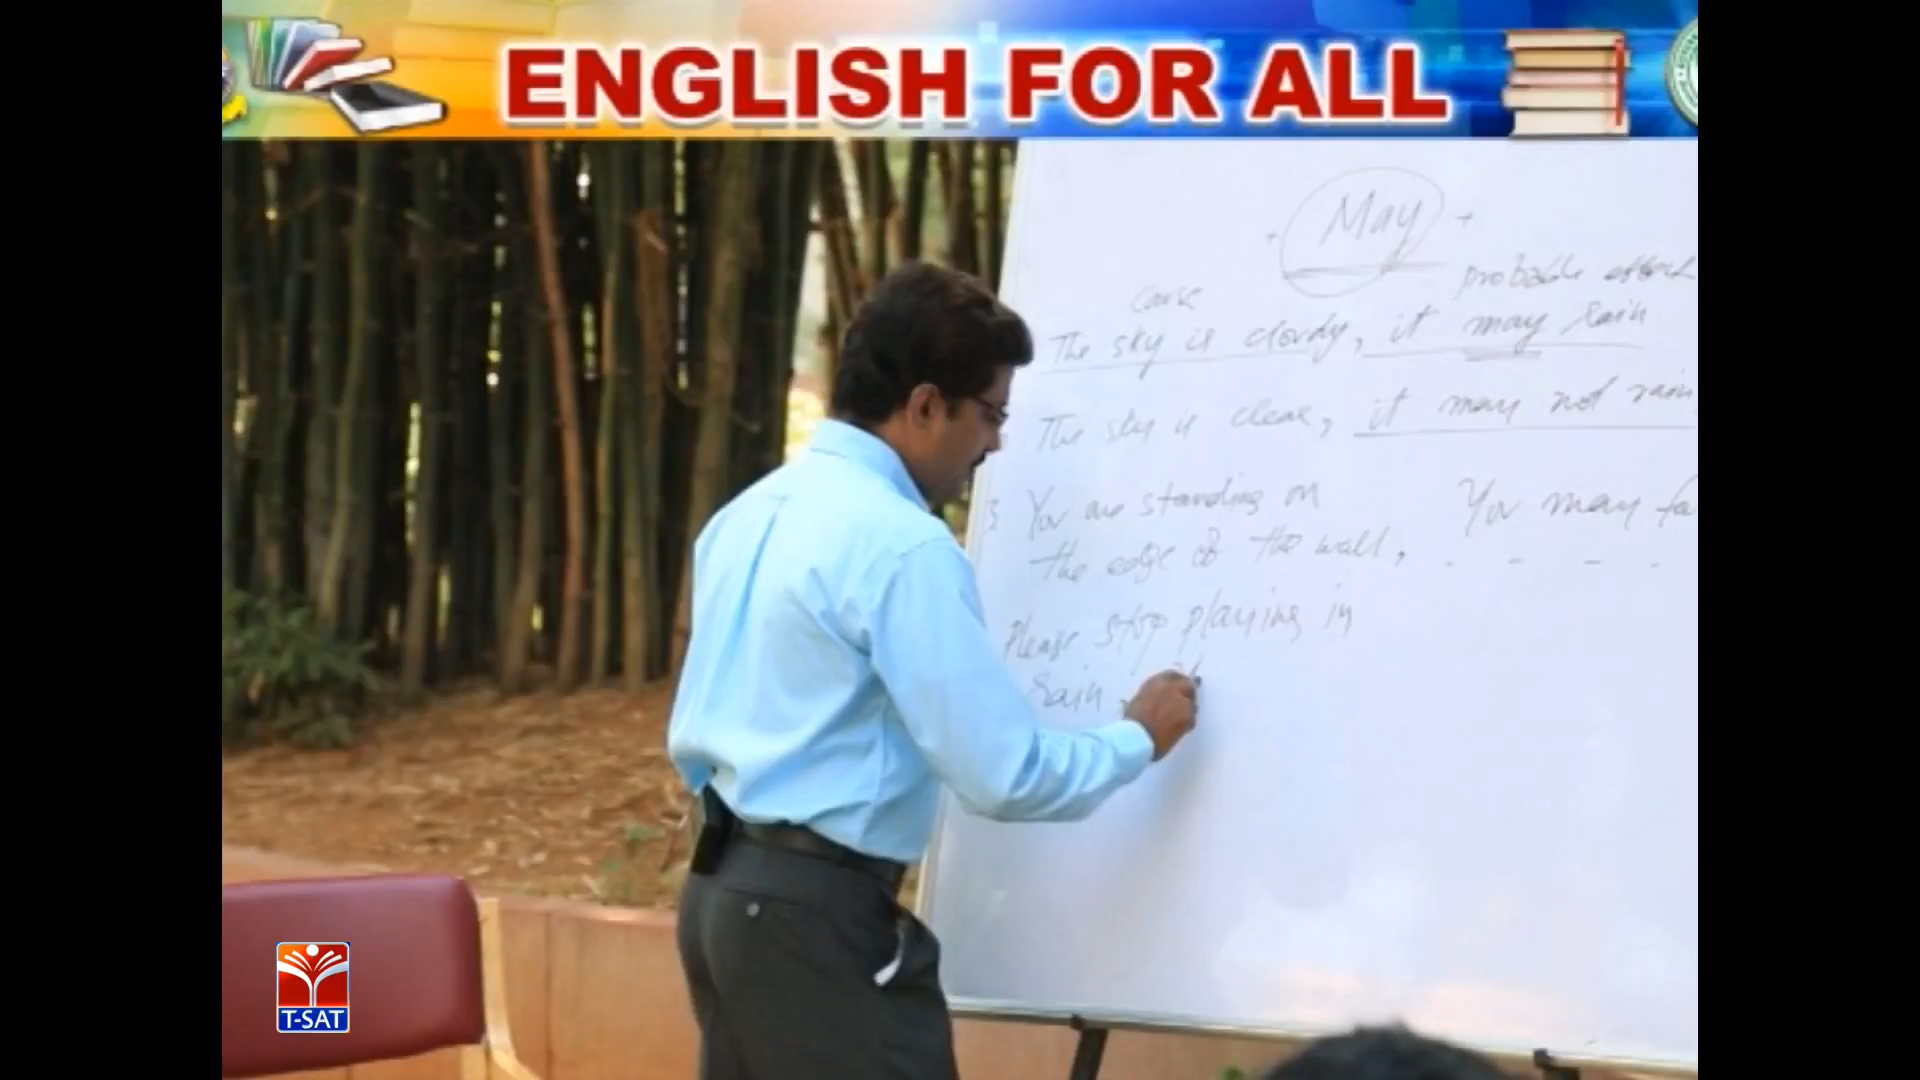 ENGLISH FOR ALL
+ May +
cause probable effect
The sky is cloudy, it may rain
The sky is clear, it may not rain
3 You are standing on You may fa
the edge of the wall, . - - .
Please stop playing in
rain,
T-SAT